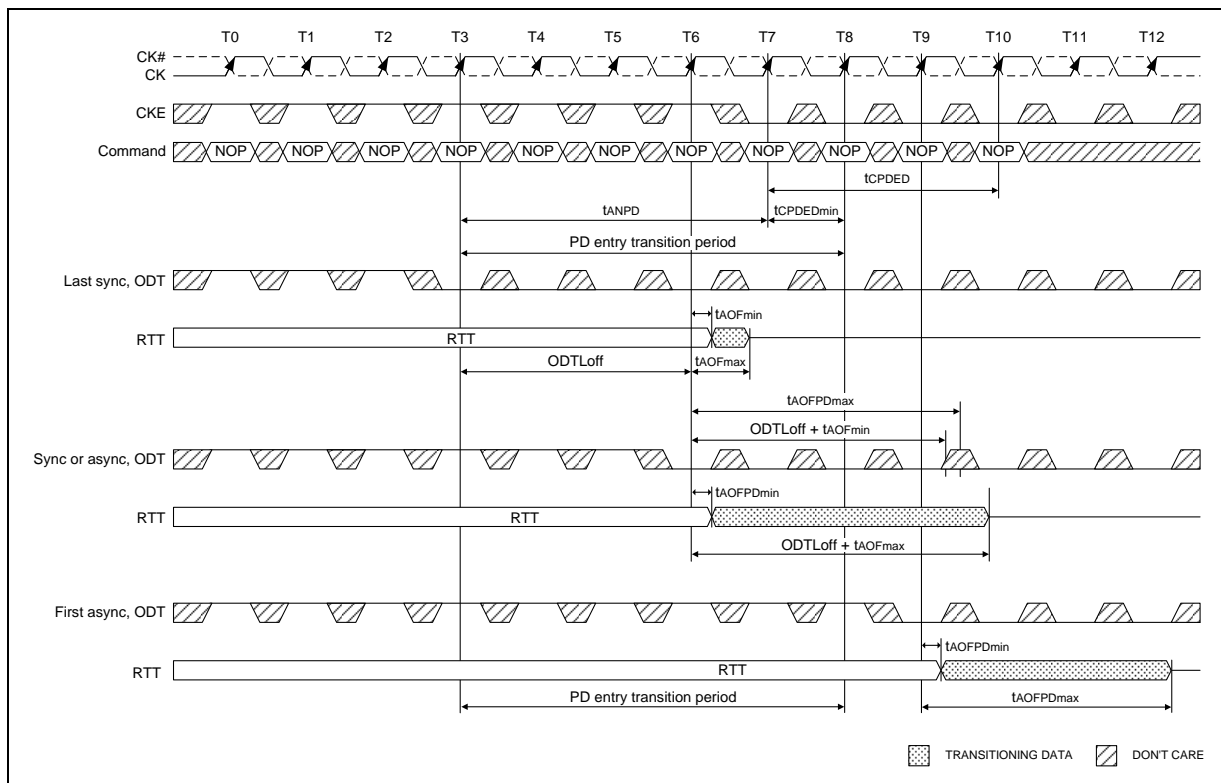 T0 T1 T2 T3 T4 T5 T6 T7 T8 T9 T10 T11 T12
CK#
CK
CKE
Command NOP NOP NOP NOP NOP NOP NOP NOP NOP NOP NOP
tCPDED
tANPD tCPDEDmin
PD entry transition period
Last sync, ODT
tAOFmin
RTT RTT
ODTLoff tAOFmax
tAOFPDmax
ODTLoff + tAOFmin
Sync or async, ODT
tAOFPDmin
RTT RTT
ODTLoff + tAOFmax
First async, ODT
tAOFPDmin
RTT RTT
PD entry transition period tAOFPDmax
TRANSITIONING DATA DON'T CARE